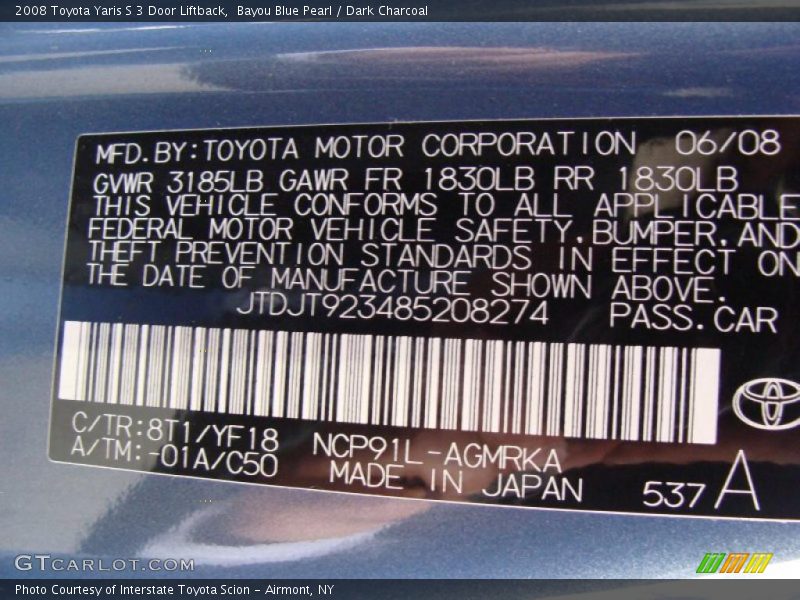 2008 Toyota Yaris S 3 Door Liftback,  Bayou Blue Pearl / Dark Charcoal
MFD.BY:TOYOTA MOTOR CORPORATION 06/08
GVWR 3185LB GAWR FR 1830LB RR 1830LB
THIS VEHICLE CONFORMS TO ALL APPLICABLE
FEDERAL MOTOR VEHICLE SAFETY,BUMPER,AND
THEFT PREVENTION STANDARDS IN EFFECT ON
THE DATE OF MANUFACTURE SHOWN ABOVE.
JTDJT923485208274 PASS.CAR
C/TR:8T1/YF18 NCP91L-AGMRKA
A/TM:-01A/C50 MADE IN JAPAN 537 A
GTCARLOT.COM
Photo Courtesy of Interstate Toyota Scion - Airmont, NY